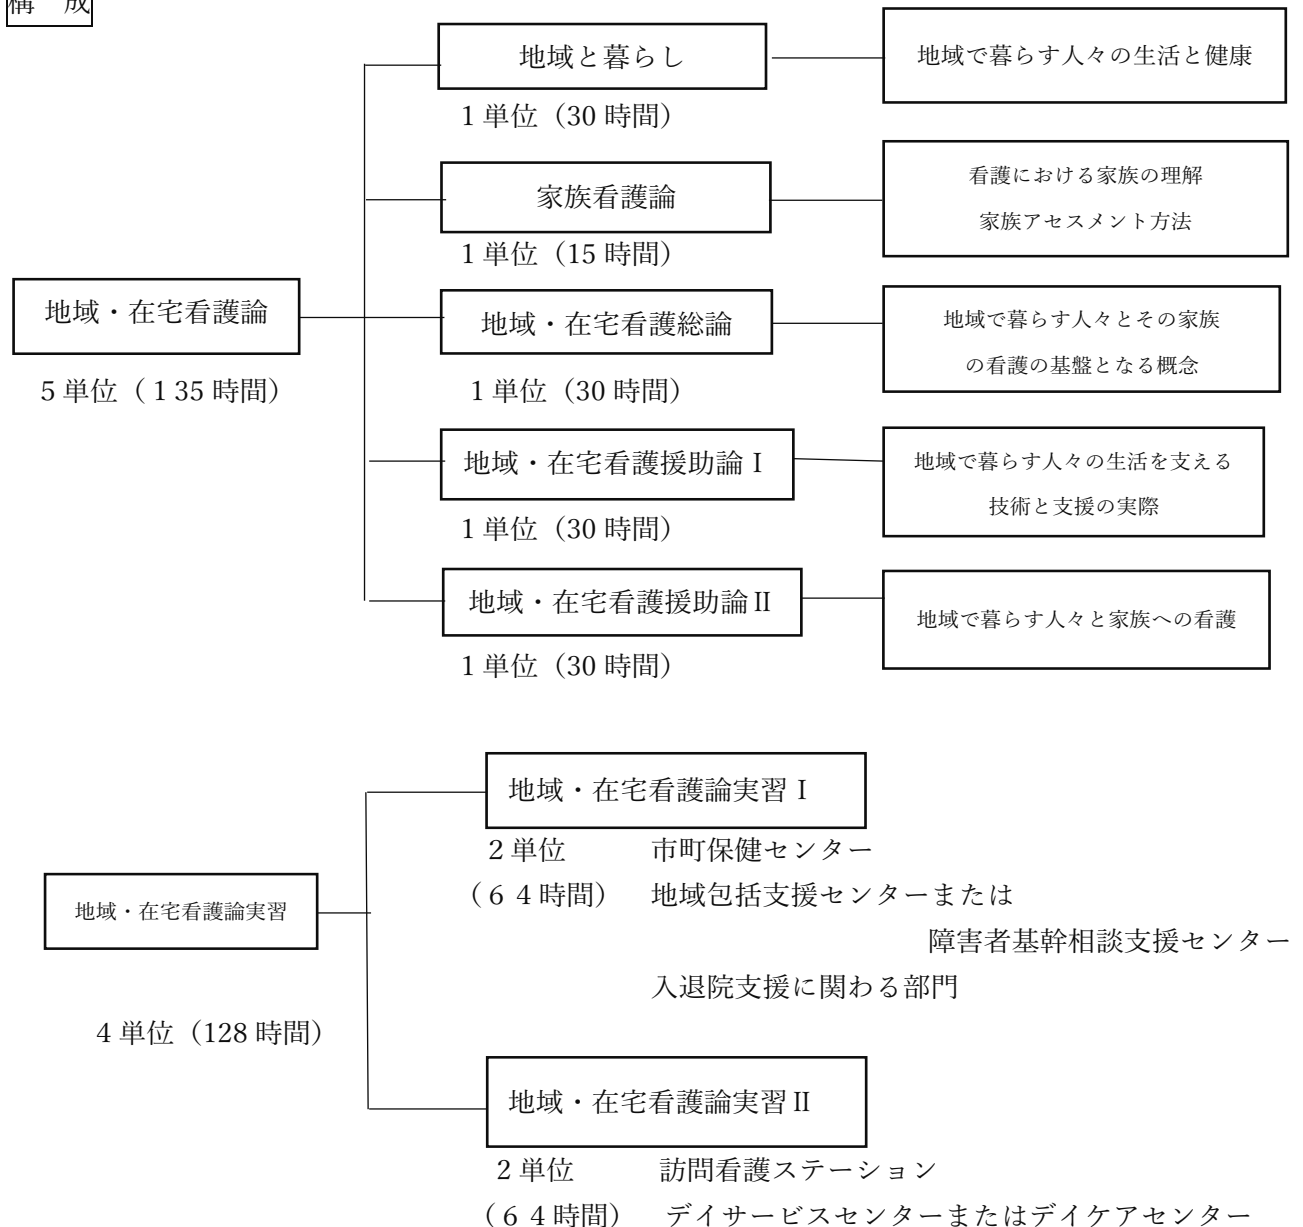 構　成
地域と暮らし
1 単位（30 時間）
地域で暮らす人々の生活と健康
家族看護論
1 単位（15 時間）
看護における家族の理解
家族アセスメント方法
地域・在宅看護論
5 単位（１35 時間）
地域・在宅看護総論
1 単位（30 時間）
地域で暮らす人々とその家族
の看護の基盤となる概念
地域・在宅看護援助論Ⅰ
1 単位（30 時間）
地域で暮らす人々の生活を支える
技術と支援の実際
地域・在宅看護援助論Ⅱ
1 単位（30 時間）
地域で暮らす人々と家族への看護
地域・在宅看護論実習
4 単位（128 時間）
地域・在宅看護論実習Ⅰ
2 単位　　　市町保健センター
（６４時間）　地域包括支援センターまたは
障害者基幹相談支援センター
入退院支援に関わる部門
地域・在宅看護論実習Ⅱ
2 単位　　　訪問看護ステーション
（６４時間）　デイサービスセンターまたはデイケアセンター